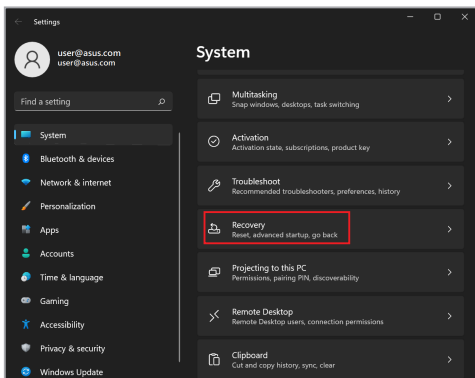 Settings
user@asus.com
user@asus.com
Find a setting
System
Bluetooth & devices
Network & internet
Personalization
Apps
Accounts
Time & language
Gaming
Accessibility
Privacy & security
Windows Update
System
Multitasking
Snap windows, desktops, task switching
Activation
Activation state, subscriptions, product key
Troubleshoot
Recommended troubleshooters, preferences, history
Recovery
Reset, advanced startup, go back
Projecting to this PC
Permissions, pairing PIN, discoverability
Remote Desktop
Remote Desktop users, connection permissions
Clipboard
Cut and copy history, sync, clear